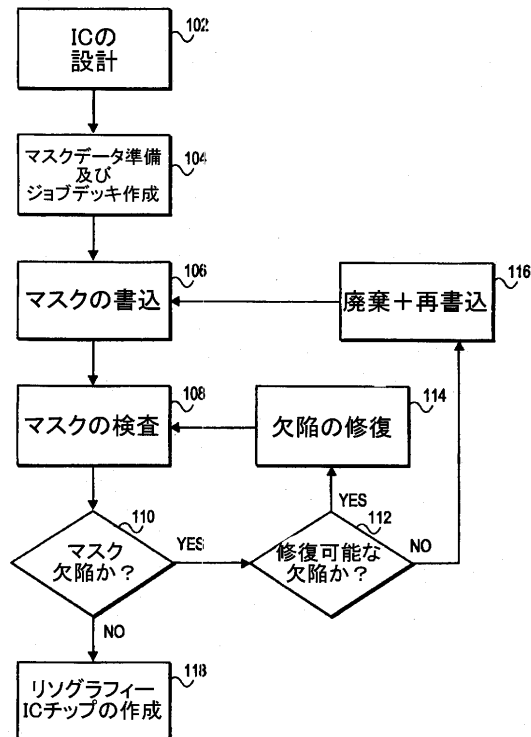 ICの
設計
102
マスクデータ準備
及び
ジョブデッキ作成
104
マスクの書込
106
廃棄＋再書込
116
マスクの検査
108
欠陥の修復
114
マスク
欠陥か？
110
YES
NO
修復可能な
欠陥か？
112
YES
NO
リソグラフィー
ICチップの作成
118